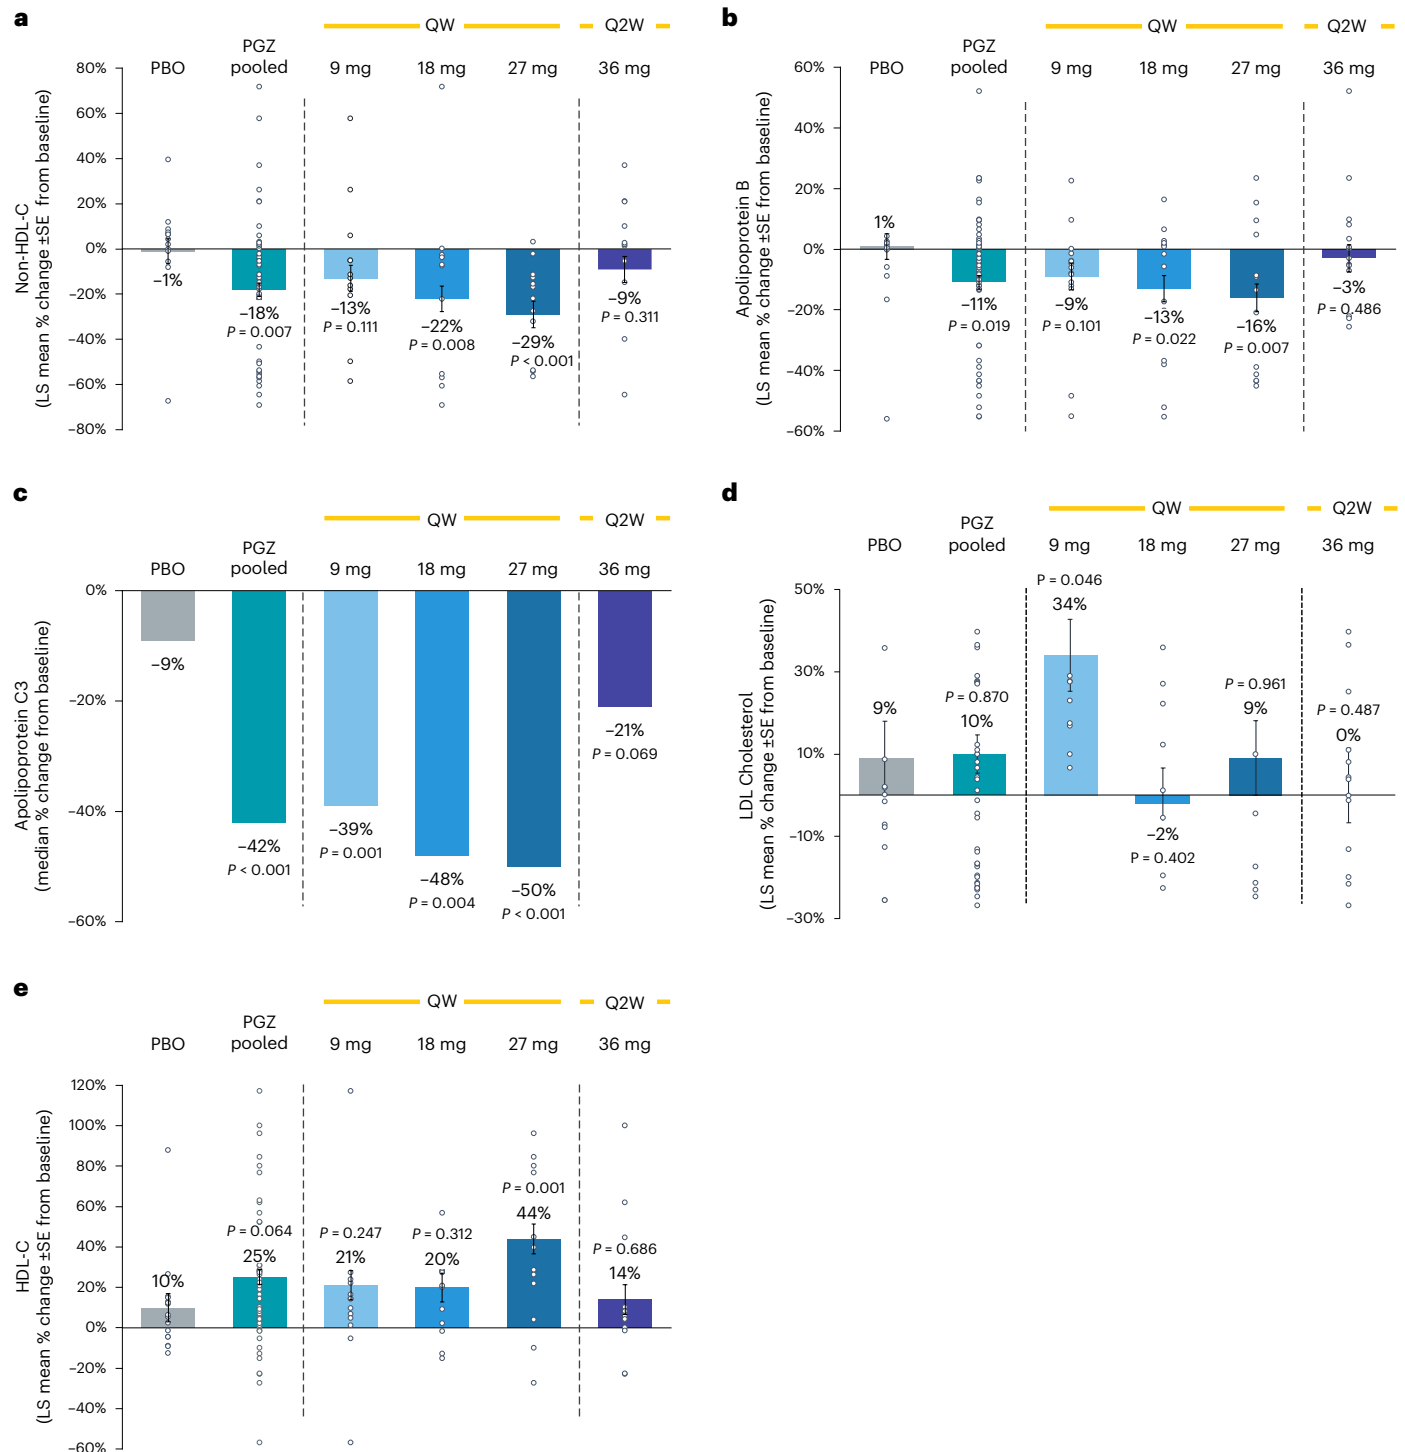 a
QW
Q2W
PBO
PGZ
pooled
9 mg
18 mg
27 mg
36 mg
Non-HDL-C
(LS mean % change ±SE from baseline)
80%
60%
40%
20%
0%
–20%
–40%
–60%
–80%
–1%
–18%
P = 0.007
–13%
P = 0.111
–22%
P = 0.008
–29%
P < 0.001
–9%
P = 0.311
b
QW
Q2W
PBO
PGZ
pooled
9 mg
18 mg
27 mg
36 mg
Apolipoprotein B
(LS mean % change ±SE from baseline)
60%
40%
20%
0%
–20%
–40%
–60%
1%
–11%
P = 0.019
–9%
P = 0.101
–13%
P = 0.022
–16%
P = 0.007
–3%
P = 0.486
c
QW
Q2W
PBO
PGZ
pooled
9 mg
18 mg
27 mg
36 mg
Apolipoprotein C3
(median % change from baseline)
0%
–20%
–40%
–60%
–9%
–42%
P < 0.001
–39%
P = 0.001
–48%
P = 0.004
–50%
P < 0.001
–21%
P = 0.069
d
QW
Q2W
PBO
PGZ
pooled
9 mg
18 mg
27 mg
36 mg
LDL Cholesterol
(LS mean % change ±SE from baseline)
50%
30%
10%
–10%
–30%
9%
P = 0.870
10%
P = 0.046
34%
–2%
P = 0.402
P = 0.961
9%
P = 0.487
0%
e
QW
Q2W
PBO
PGZ
pooled
9 mg
18 mg
27 mg
36 mg
HDL-C
(LS mean % change ±SE from baseline)
120%
100%
80%
60%
40%
20%
0%
–20%
–40%
–60%
10%
P = 0.064
25%
P = 0.247
21%
P = 0.312
20%
P = 0.001
44%
P = 0.686
14%